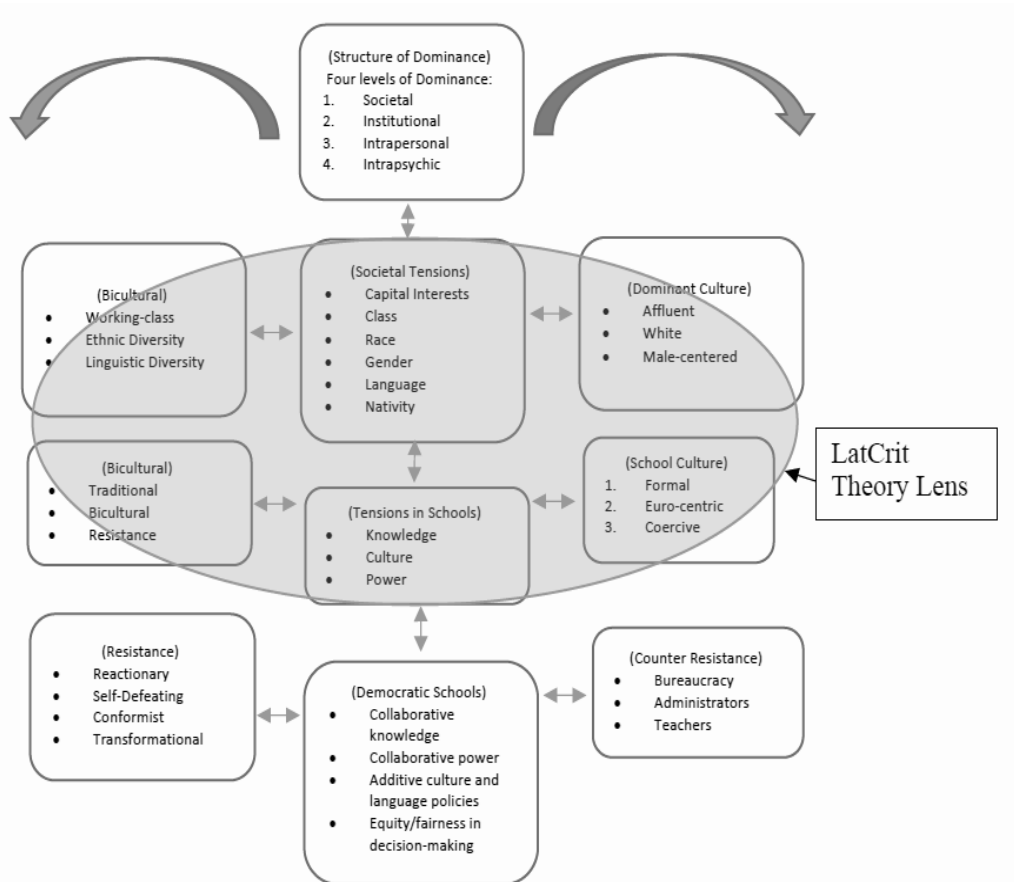 (Structure of Dominance)
Four levels of Dominance:
1. Societal
2. Institutional
3. Intrapersonal
4. Intrapsychic
(Bicultural)
• Working-class
• Ethnic Diversity
• Linguistic Diversity
(Societal Tensions)
• Capital Interests
• Class
• Race
• Gender
• Language
• Nativity
(Dominant Culture)
• Affluent
• White
• Male-centered
(Bicultural)
• Traditional
• Bicultural
• Resistance
(Tensions in Schools)
• Knowledge
• Culture
• Power
(School Culture)
1. Formal
2. Euro-centric
3. Coercive
LatCrit
Theory Lens
(Resistance)
• Reactionary
• Self-Defeating
• Conformist
• Transformational
(Democratic Schools)
• Collaborative
knowledge
• Collaborative power
• Additive culture and
language policies
• Equity/fairness in
decision-making
(Counter Resistance)
• Bureaucracy
• Administrators
• Teachers